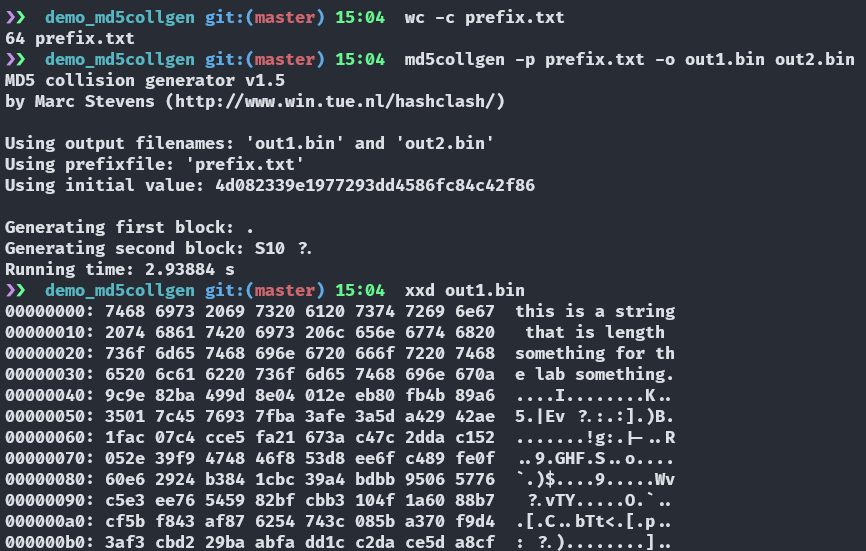 ❯❯ demo_md5collgen git:(master) 15:04 wc -c prefix.txt
64 prefix.txt
❯❯ demo_md5collgen git:(master) 15:04 md5collgen -p prefix.txt -o out1.bin out2.bin
MD5 collision generator v1.5
by Marc Stevens (http://www.win.tue.nl/hashclash/)
Using output filenames: 'out1.bin' and 'out2.bin'
Using prefixfile: 'prefix.txt'
Using initial value: 4d082339e1977293dd4586fc84c42f86
Generating first block: .
Generating second block: S10 ?.
Running time: 2.93884 s
❯❯ demo_md5collgen git:(master) 15:04 xxd out1.bin
00000000: 7468 6973 2069 7320 6120 7374 7269 6e67 this is a string
00000010: 2074 6861 7420 6973 206c 656e 6774 6820 that is length
00000020: 736f 6d65 7468 696e 6720 666f 7220 7468 something for th
00000030: 6520 6c61 6220 736f 6d65 7468 696e 670a e lab something.
00000040: 9c9e 82ba 499d 8e04 012e eb80 fb4b 89a6 ....I........K..
00000050: 3501 7c45 7693 7fba 3afe 3a5d a429 42ae 5.|Ev ?.:.:].)B.
00000060: 1fac 07c4 cce5 fa21 673a c47c 2dda c152 .......!g:.|-..R
00000070: 052e 39f9 4748 46f8 53d8 ee6f c489 fe0f ..9.GHF.S..o....
00000080: 60e6 2924 b384 1cbc 39a4 bdbb 9506 5776 `.)$....9.....Wv
00000090: c5e3 ee76 5459 82bf cbb3 104f 1a60 88b7 ?.vTY.....O.`..
000000a0: cf5b f843 af87 6254 743c 085b a370 f9d4 .[.C..bTt<.[.p..
000000b0: 3af3 cbd2 29ba abfa dd1c c2da ce5d a8cf : ?.)........]..